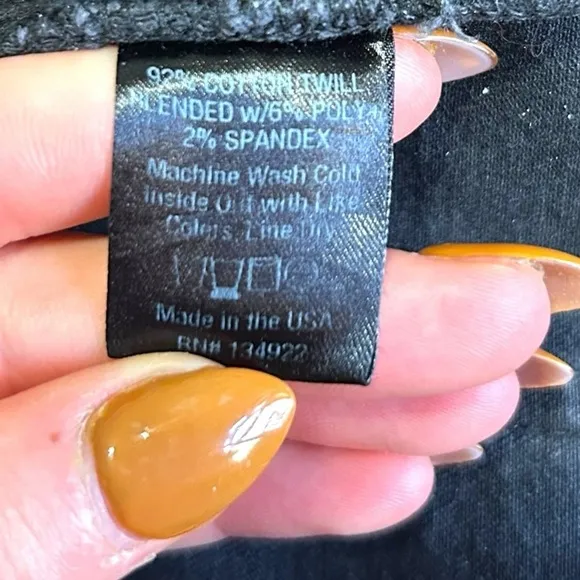 92% COTTON TWILL
BLENDED w/6% POLY+
2% SPANDEX
Machine Wash Cold
Inside Out with Like
Colors. Line Dry
Made in the USA
RN# 134922